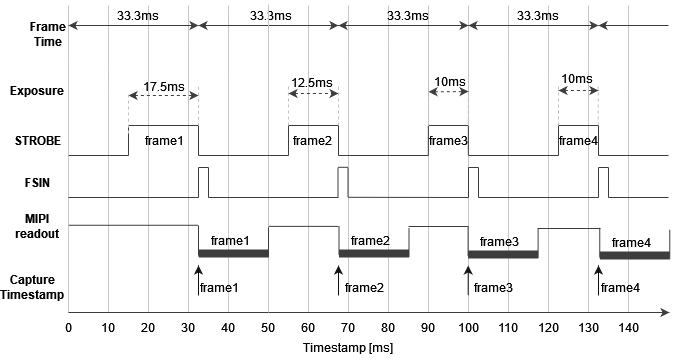 Frame Time 33.3ms 33.3ms 33.3ms 33.3ms
Exposure 17.5ms 12.5ms 10ms 10ms
STROBE frame1 frame2 frame3 frame4
FSIN
MIPI readout frame1 frame2 frame3 frame4
Capture Timestamp frame1 frame2 frame3 frame4
0 10 20 30 40 50 60 70 80 90 100 110 120 130 140
Timestamp [ms]